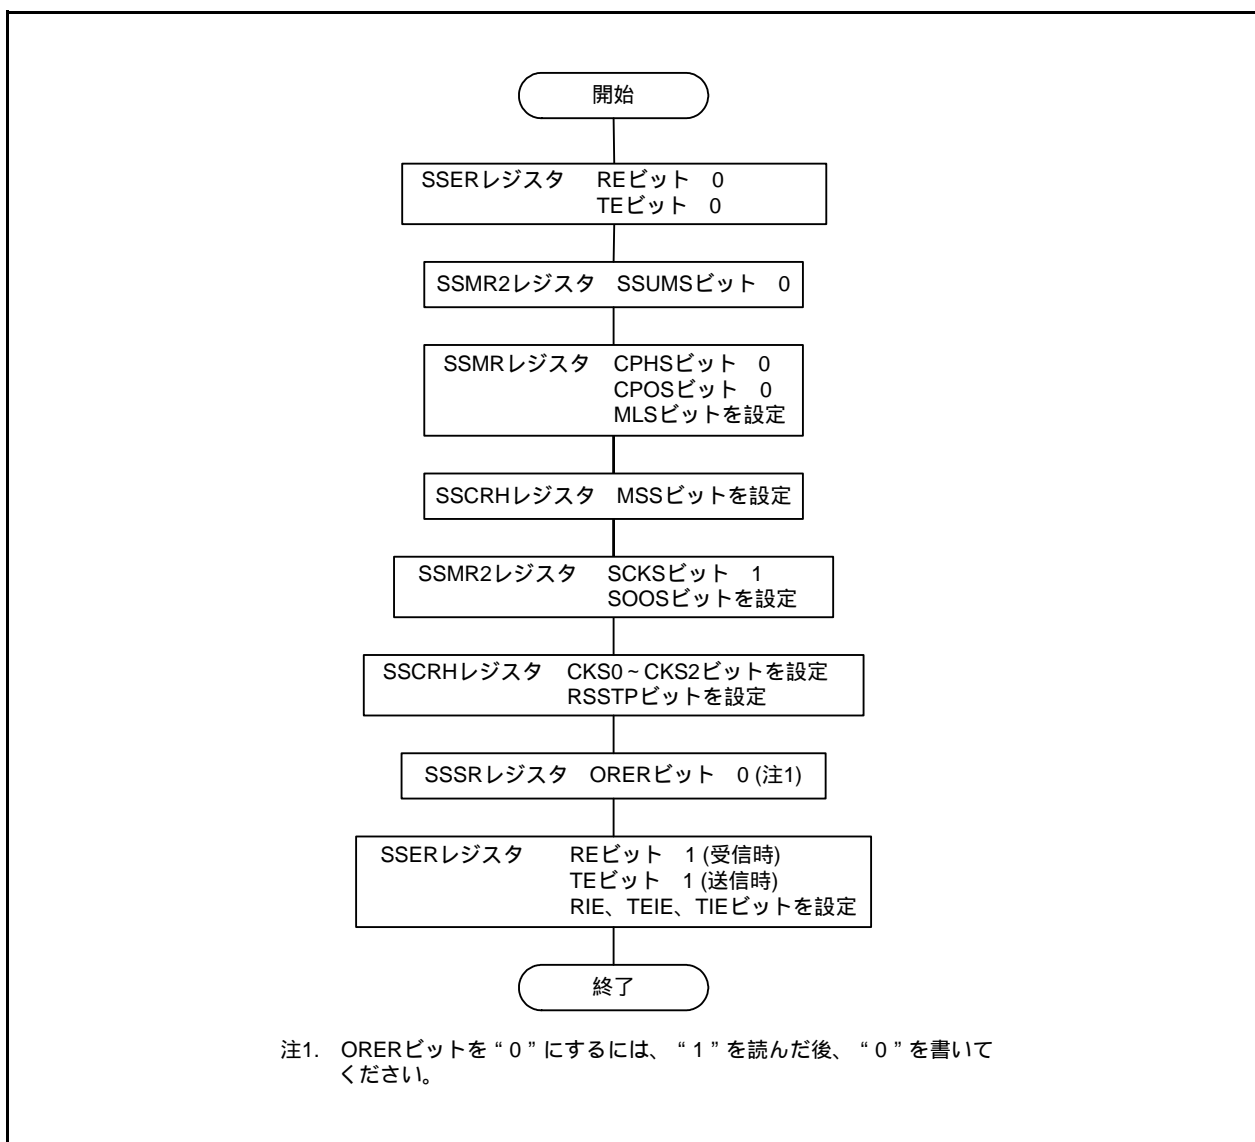 開始
SSERレジスタ REビット 0
TEビット 0
SSMR2レジスタ SSUMSビット 0
SSMRレジスタ CPHSビット 0
CPOSビット 0
MLSビットを設定
SSCRHレジスタ MSSビットを設定
SSMR2レジスタ SCKSビット 1
SOOSビットを設定
SSCRHレジスタ CKS0~CKS2ビットを設定
RSSTPビットを設定
SSSRレジスタ ORERビット 0 (注1)
SSERレジスタ REビット 1 (受信時)
TEビット 1 (送信時)
RIE、TEIE、TIEビットを設定
終了
注1. ORERビットを“0”にするには、“1”を読んだ後、“0”を書いて
ください。